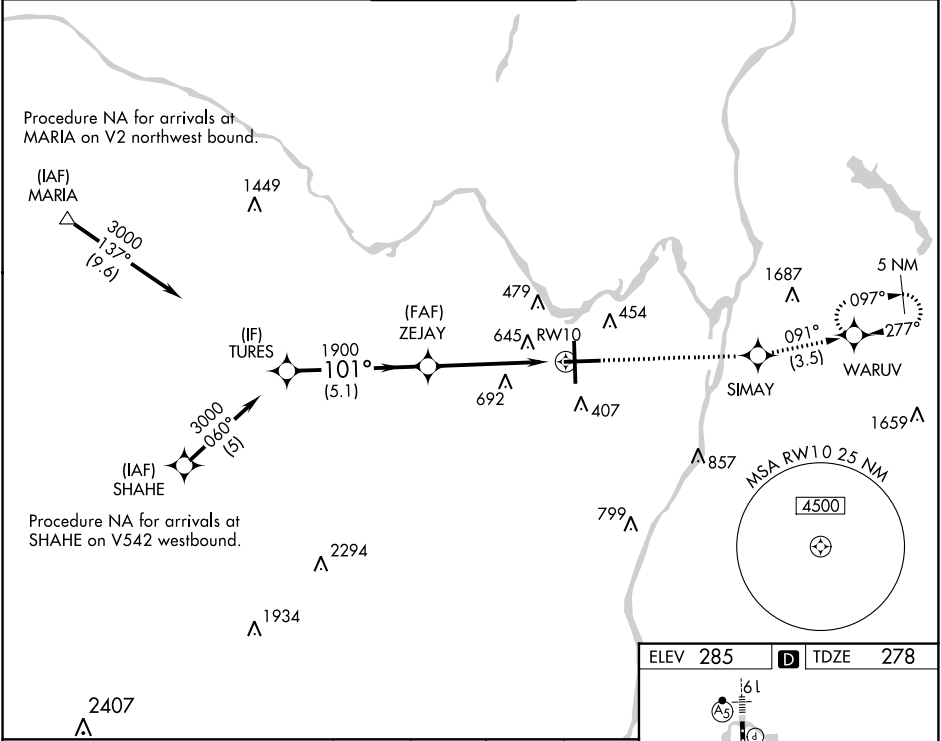 Procedure NA for arrivals at
MARIA on V2 northwest bound.
(IAF)
MARIA
3000
137°
(9.6)
1449
5 NM
1687
097°
277°
479
454
(FAF)
ZEJAY
645
RW10
091°
(3.5)
WARUV
SIMAY
(IF)
TURES
1900
101°
(5.1)
692
407
1659
3000
060°
(5)
(IAF)
SHAHE
857
MSA RW10 25 NM
4500
Procedure NA for arrivals at
SHAHE on V542 westbound.
799
2294
1934
2407
ELEV 285
D
TDZE 278
19
A5
P